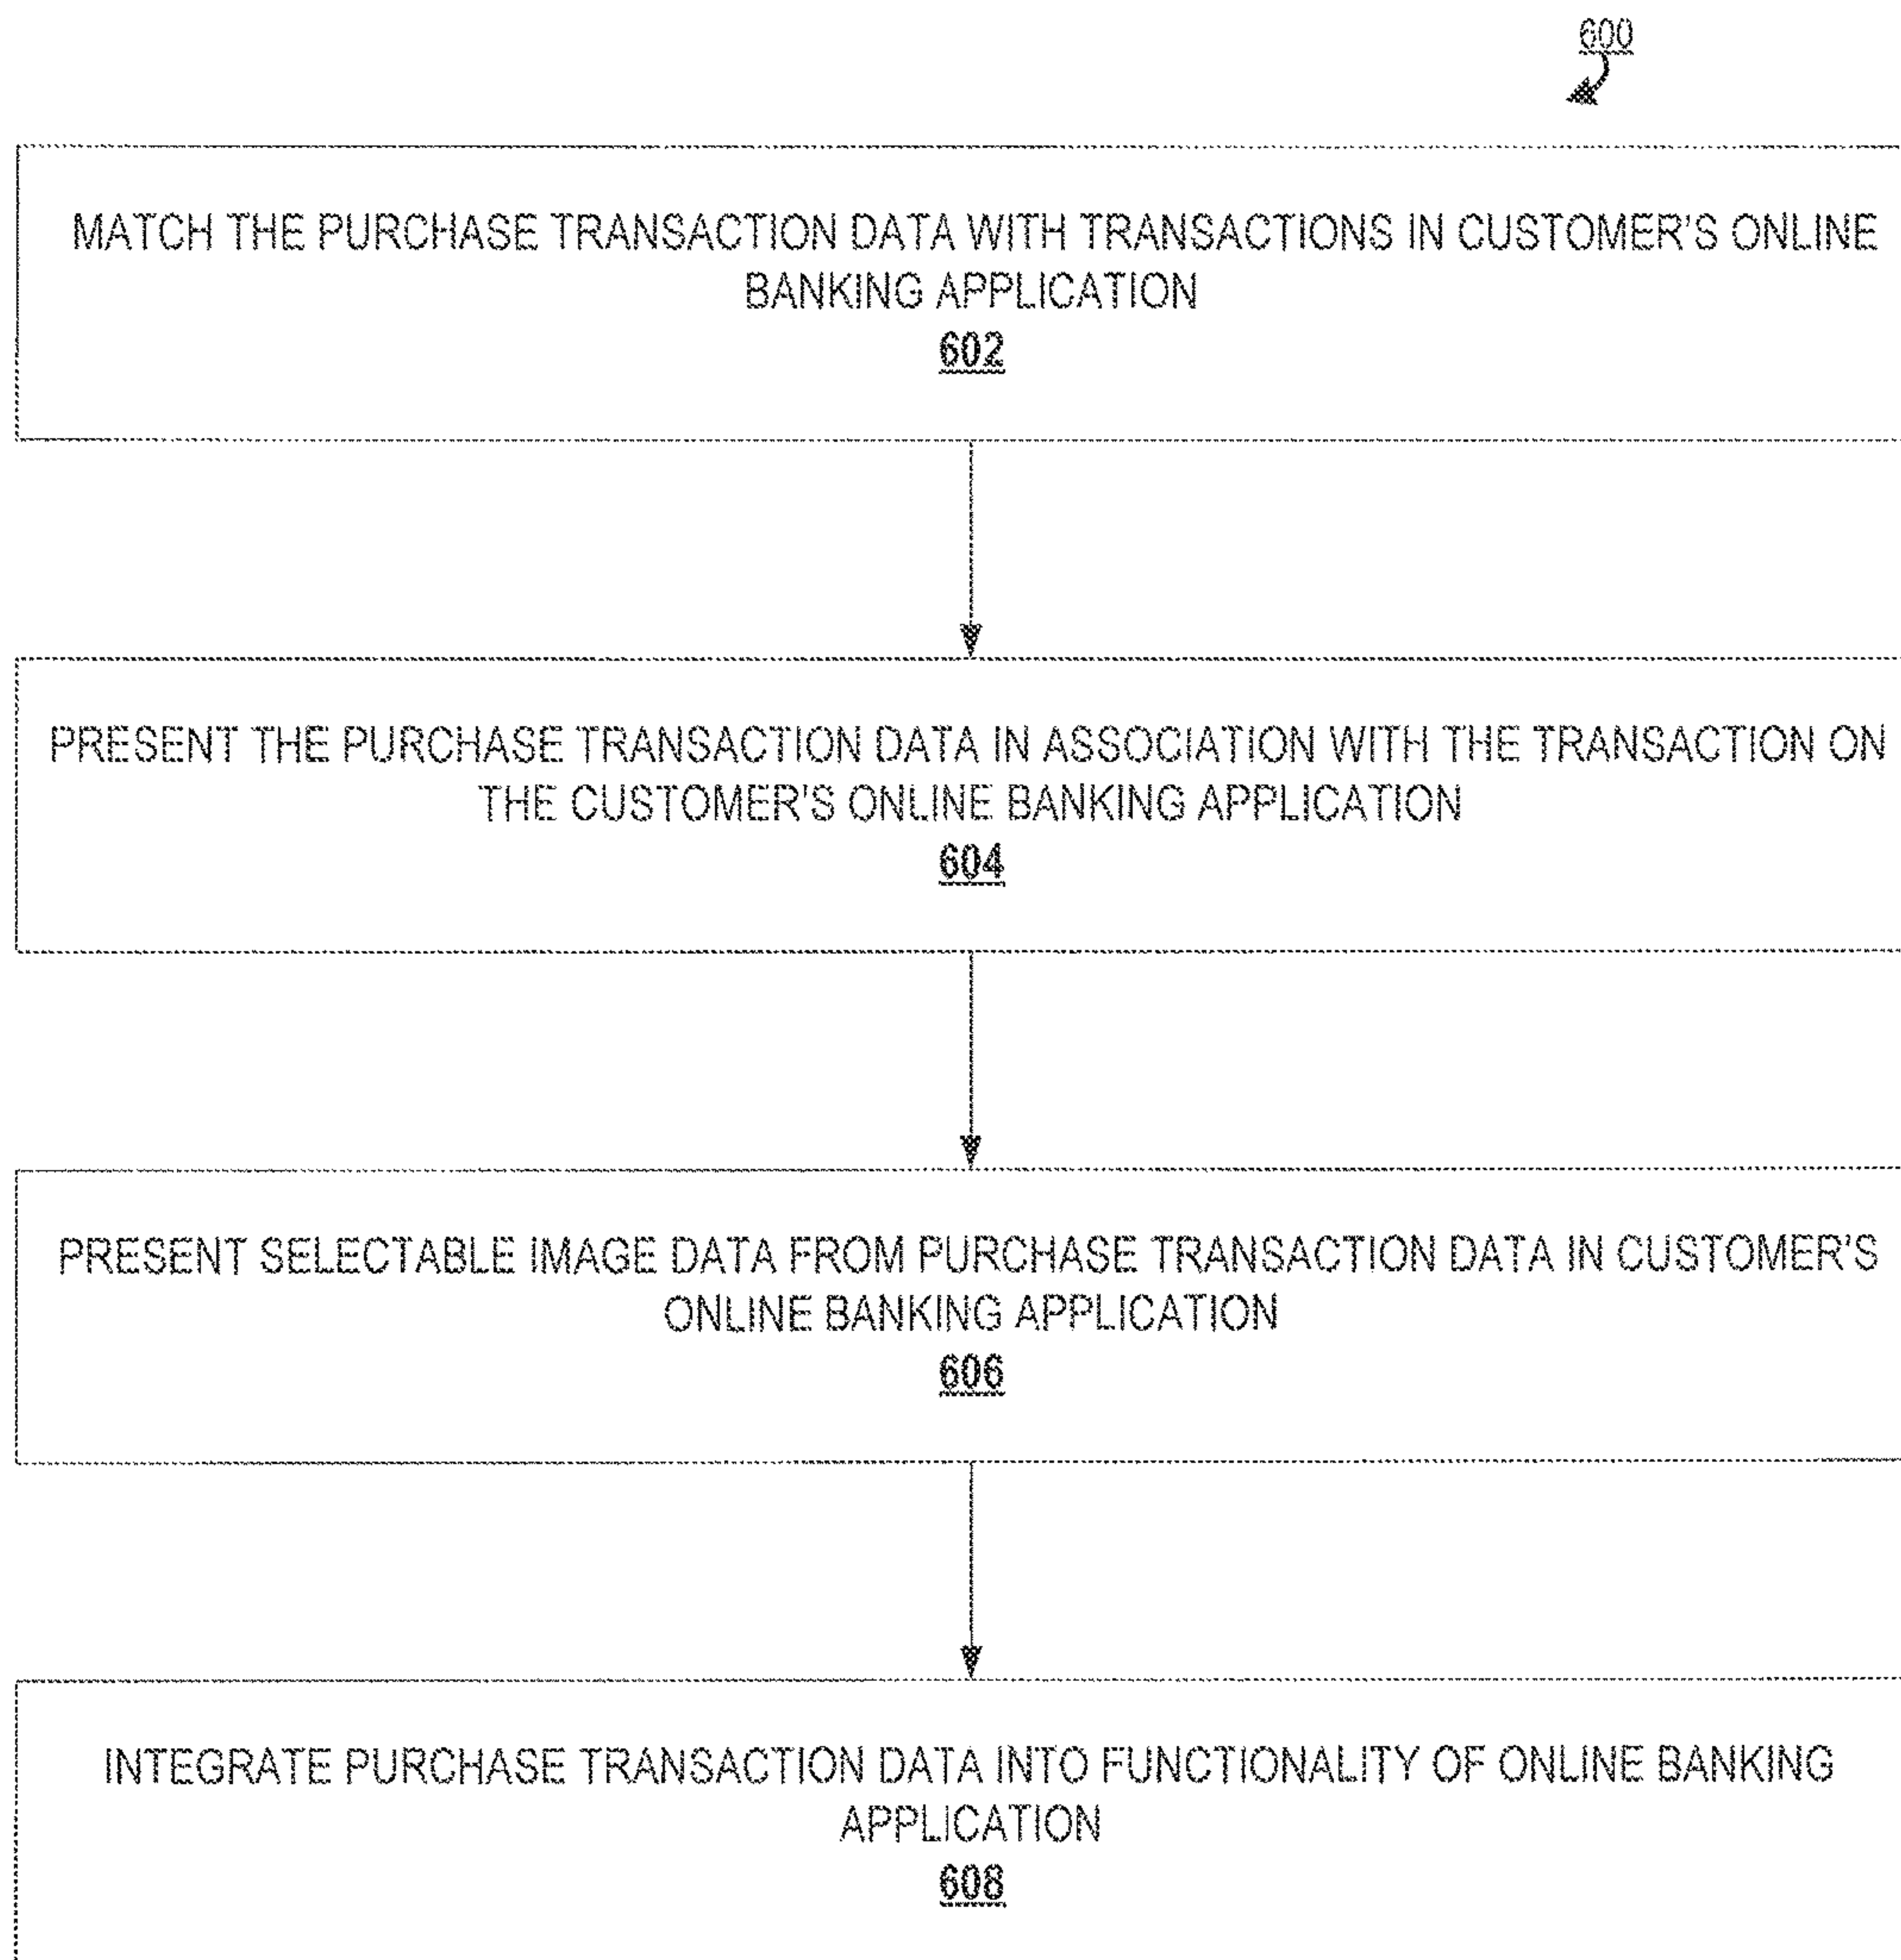 600
MATCH THE PURCHASE TRANSACTION DATA WITH TRANSACTIONS IN CUSTOMER'S ONLINE
BANKING APPLICATION
602
PRESENT THE PURCHASE TRANSACTION DATA IN ASSOCIATION WITH THE TRANSACTION ON
THE CUSTOMER'S ONLINE BANKING APPLICATION
604
PRESENT SELECTABLE IMAGE DATA FROM PURCHASE TRANSACTION DATA IN CUSTOMER'S
ONLINE BANKING APPLICATION
606
INTEGRATE PURCHASE TRANSACTION DATA INTO FUNCTIONALITY OF ONLINE BANKING
APPLICATION
608